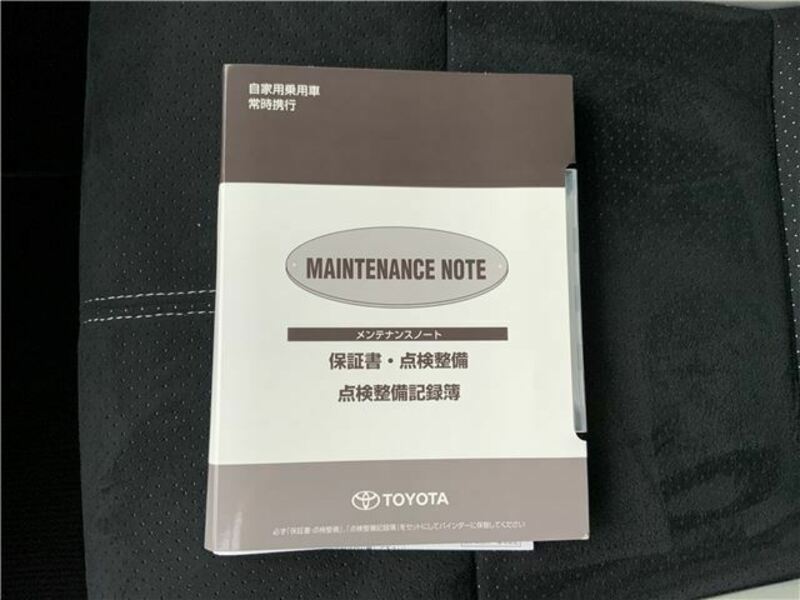 自家用乗用車
常時携行
MAINTENANCE NOTE
メンテナンスノート
保証書・点検整備
点検整備記録簿
TOYOTA
必ず「保証書・点検整備」、「点検整備記録簿」をセットにしてバインダーに保管してください